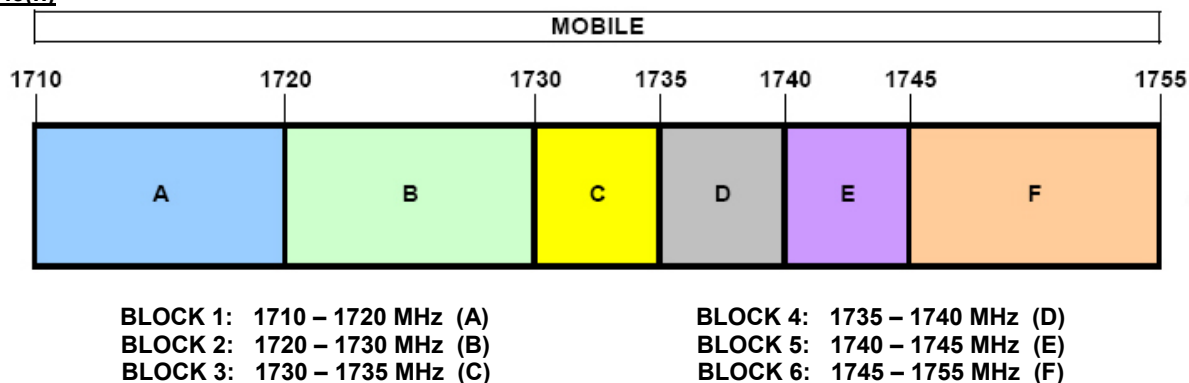 MOBILE
1710 1720 1730 1735 1740 1745 1755
A B C D E F
BLOCK 1: 1710 – 1720 MHz (A) BLOCK 4: 1735 – 1740 MHz (D)
BLOCK 2: 1720 – 1730 MHz (B) BLOCK 5: 1740 – 1745 MHz (E)
BLOCK 3: 1730 – 1735 MHz (C) BLOCK 6: 1745 – 1755 MHz (F)